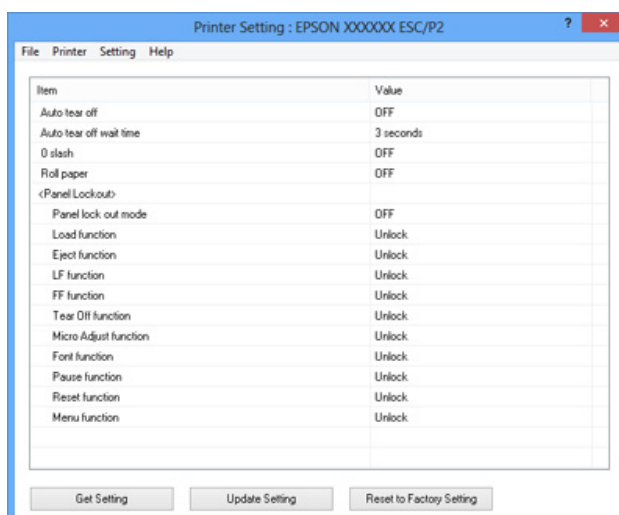 Printer Setting : EPSON XXXXXX ESC/P2 ?
File Printer Setting Help
Item Value
Auto tear off OFF
Auto tear off wait time 3 seconds
0 slash OFF
Roll paper OFF
<Panel Lockout>
Panel lock out mode OFF
Load function Unlock
Eject function Unlock
LF function Unlock
FF function Unlock
Tear Off function Unlock
Micro Adjust function Unlock
Font function Unlock
Pause function Unlock
Reset function Unlock
Menu function Unlock
Get Setting Update Setting Reset to Factory Setting